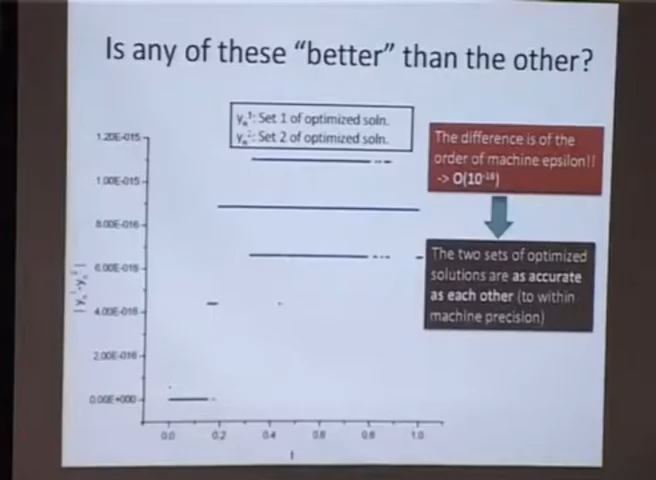 Is any of these “better” than the other?
yₙ¹: Set 1 of optimized soln.
yₙ²: Set 2 of optimized soln.
The difference is of the
order of machine epsilon!!
-> O(10⁻¹⁶)
The two sets of optimized
solutions are as accurate
as each other (to within
machine precision)
1.20E-015
1.00E-015
8.00E-016
6.00E-016
4.00E-016
2.00E-016
0.00E+000
|yₙ¹-yₙ²|
0.0 0.2 0.4 0.6 0.8 1.0
t